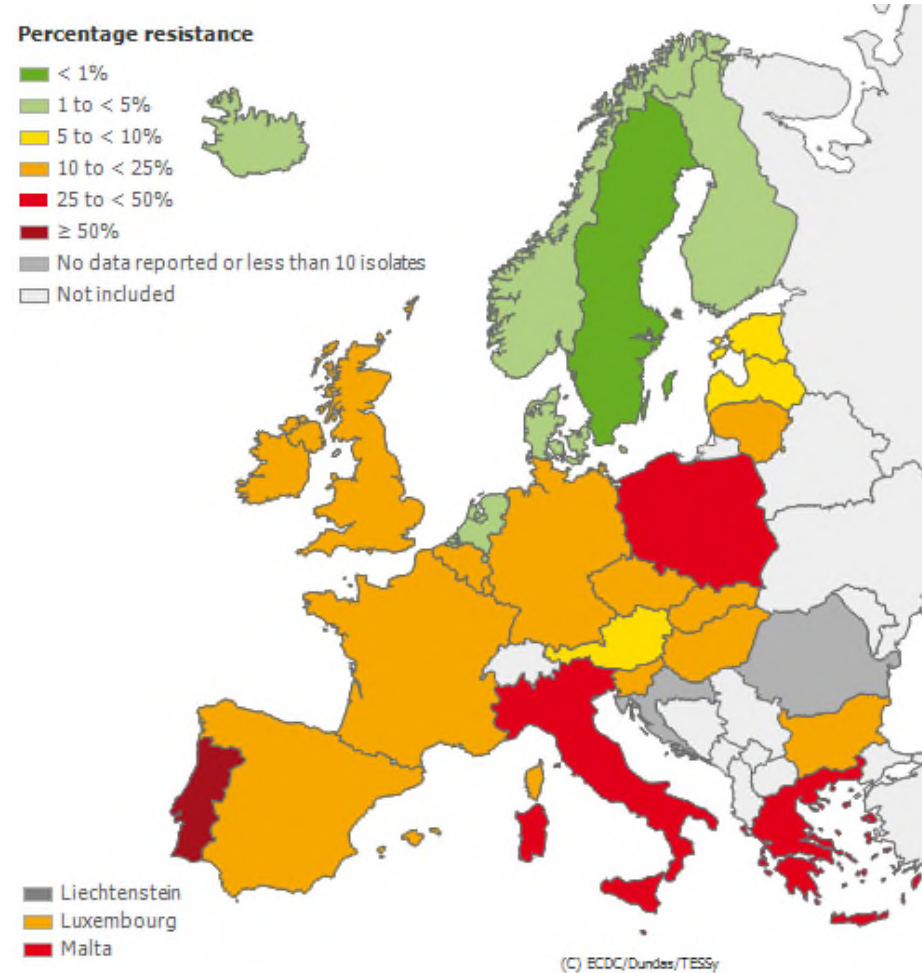 Percentage resistance
< 1%
1 to < 5%
5 to < 10%
10 to < 25%
25 to < 50%
≥ 50%
No data reported or less than 10 isolates
Not included
Liechtenstein
Luxembourg
Malta
(C) ECDC/Dundas/TESSy